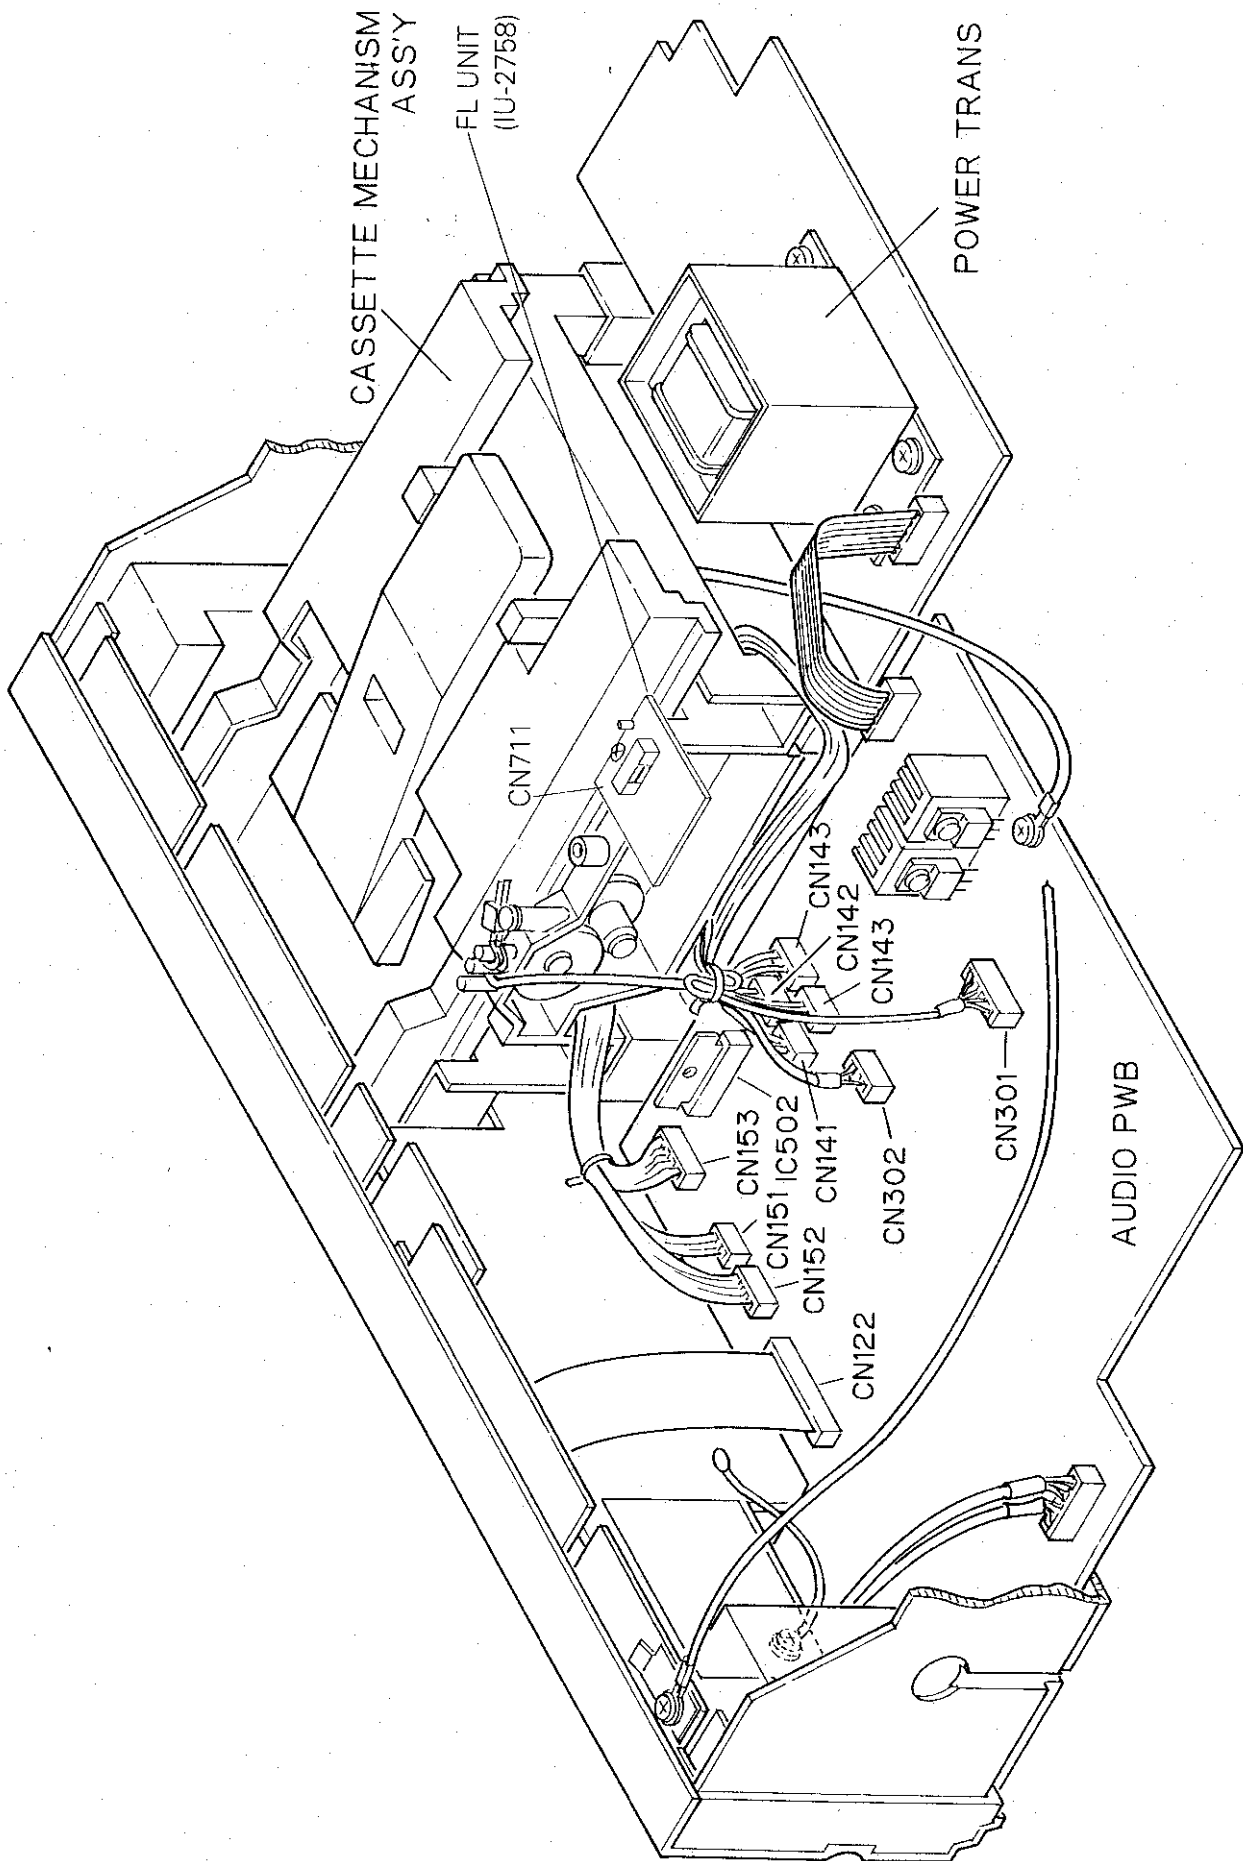 CASSETTE MECHANISM
ASS'Y
FL UNIT
(IU-2758)
POWER TRANS
CN711
CN143
CN142
CN143
CN301
CN153
CN151
IC502
CN141
CN302
CN152
CN122
AUDIO PWB